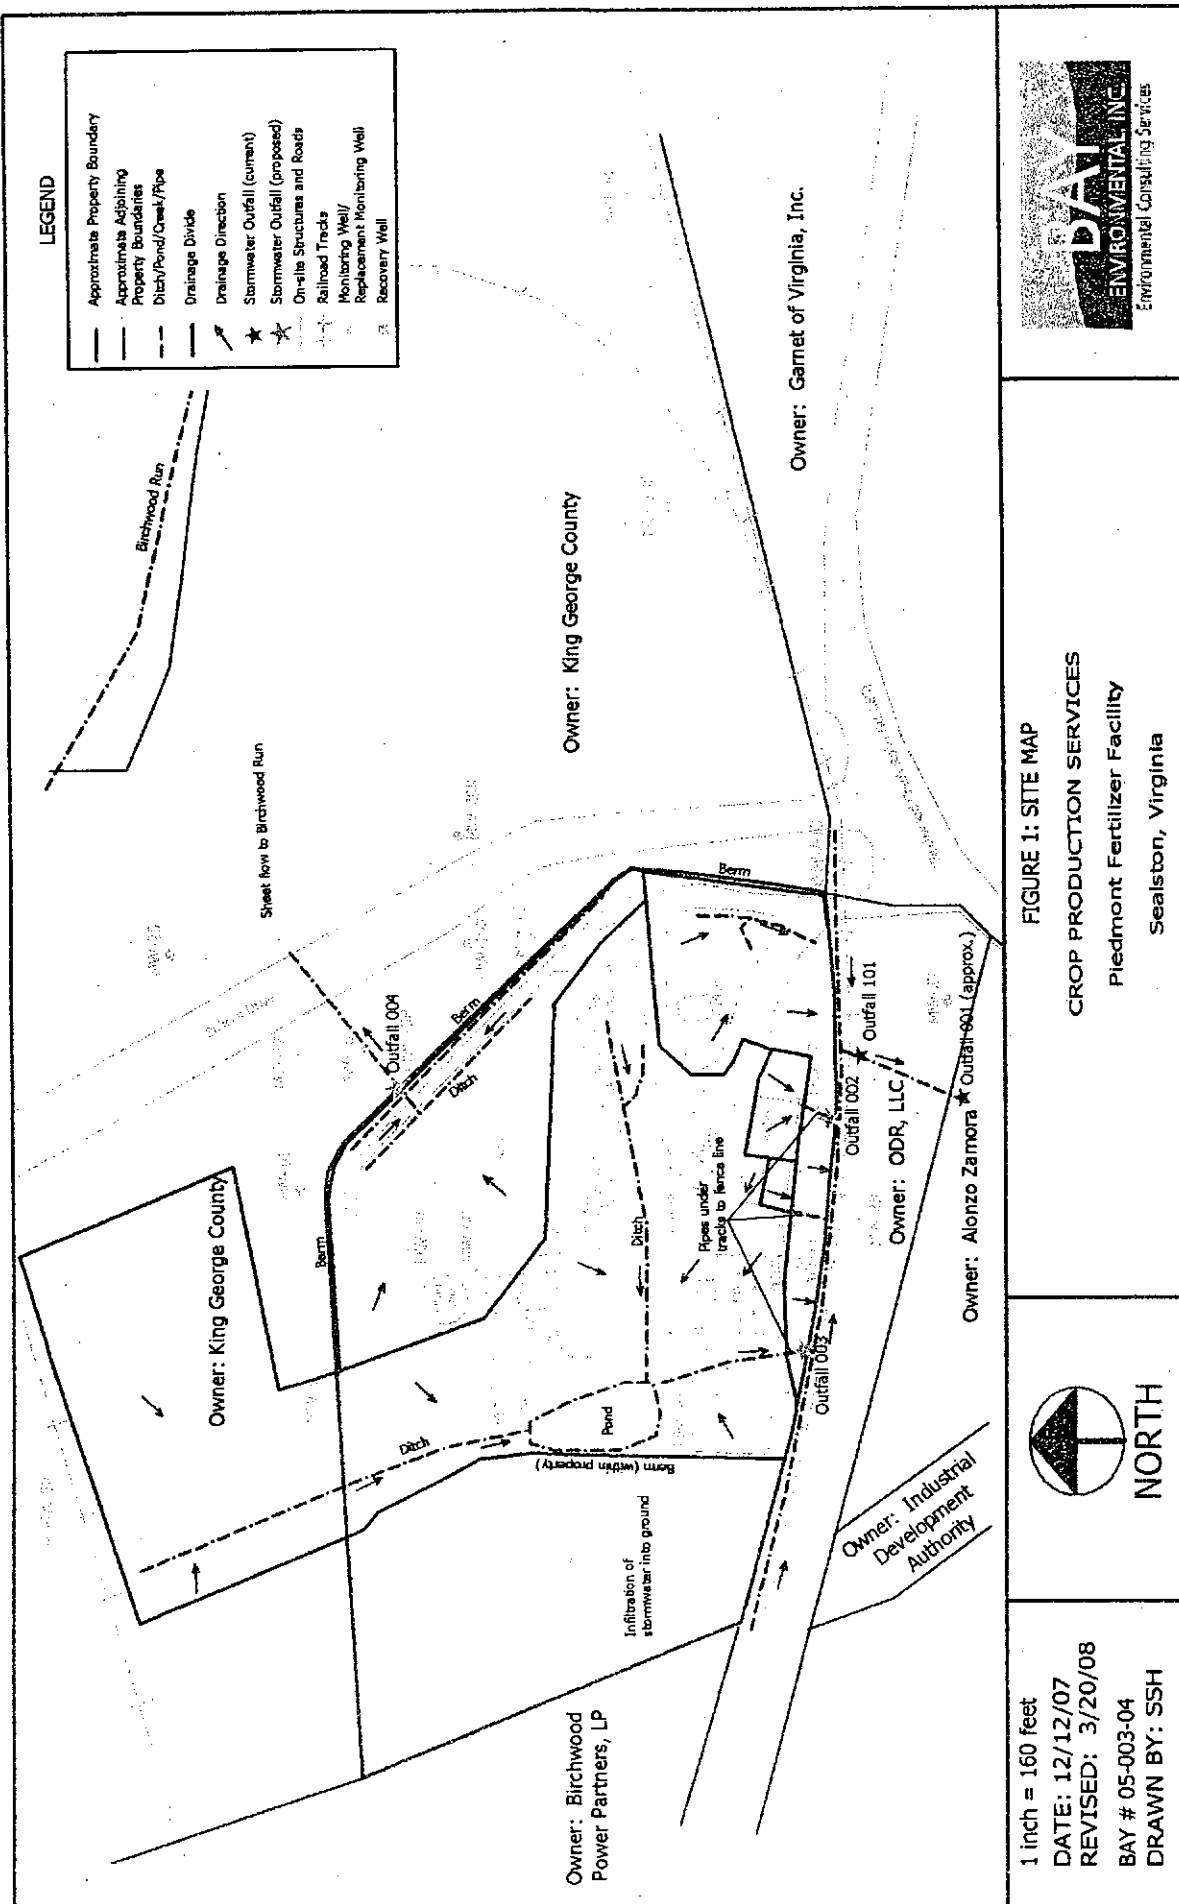 LEGEND
Approximate Property Boundary
Approximate Adjoining
Property Boundaries
Ditch/Pond/Creek/Pipe
Drainage Divide
Drainage Direction
Stormwater Outfall (current)
Stormwater Outfall (proposed)
On-site Structures and Roads
Railroad Tracks
Monitoring Well/
Replacement Monitoring Well
Recovery Well
Birchwood Run
Sheet flow to Birchwood Run
Owner: King George County
Owner: Garnet of Virginia, Inc.
Owner: King George County
Berm
Berm
Berm
Outfall 004
Ditch
Ditch
Ditch
Pond
Berm (within property)
Infiltration of
stormwater into ground
Pipes under
tracks to fence line
Outfall 003
Outfall 002
Outfall 101
Outfall 001 (approx.)
Owner: ODR, LLC
Owner: Alonzo Zamora
Owner: Industrial
Development
Authority
Owner: Birchwood
Power Partners, LP
1 inch = 160 feet
DATE: 12/12/07
REVISED: 3/20/08
BAY # 05-003-04
DRAWN BY: SSH
NORTH
FIGURE 1: SITE MAP
CROP PRODUCTION SERVICES
Piedmont Fertilizer Facility
Sealston, Virginia
BAY
ENVIRONMENTAL, INC.
Environmental Consulting Services